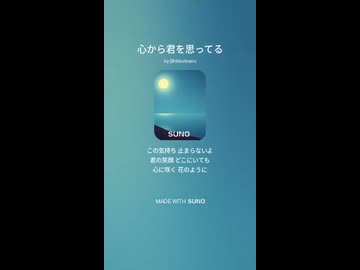 心から君を思ってる
SUNO
この気持ち 止まらないよ
君の笑顔 どこにいても
心に咲く 花のように
MADE WITH SUNO